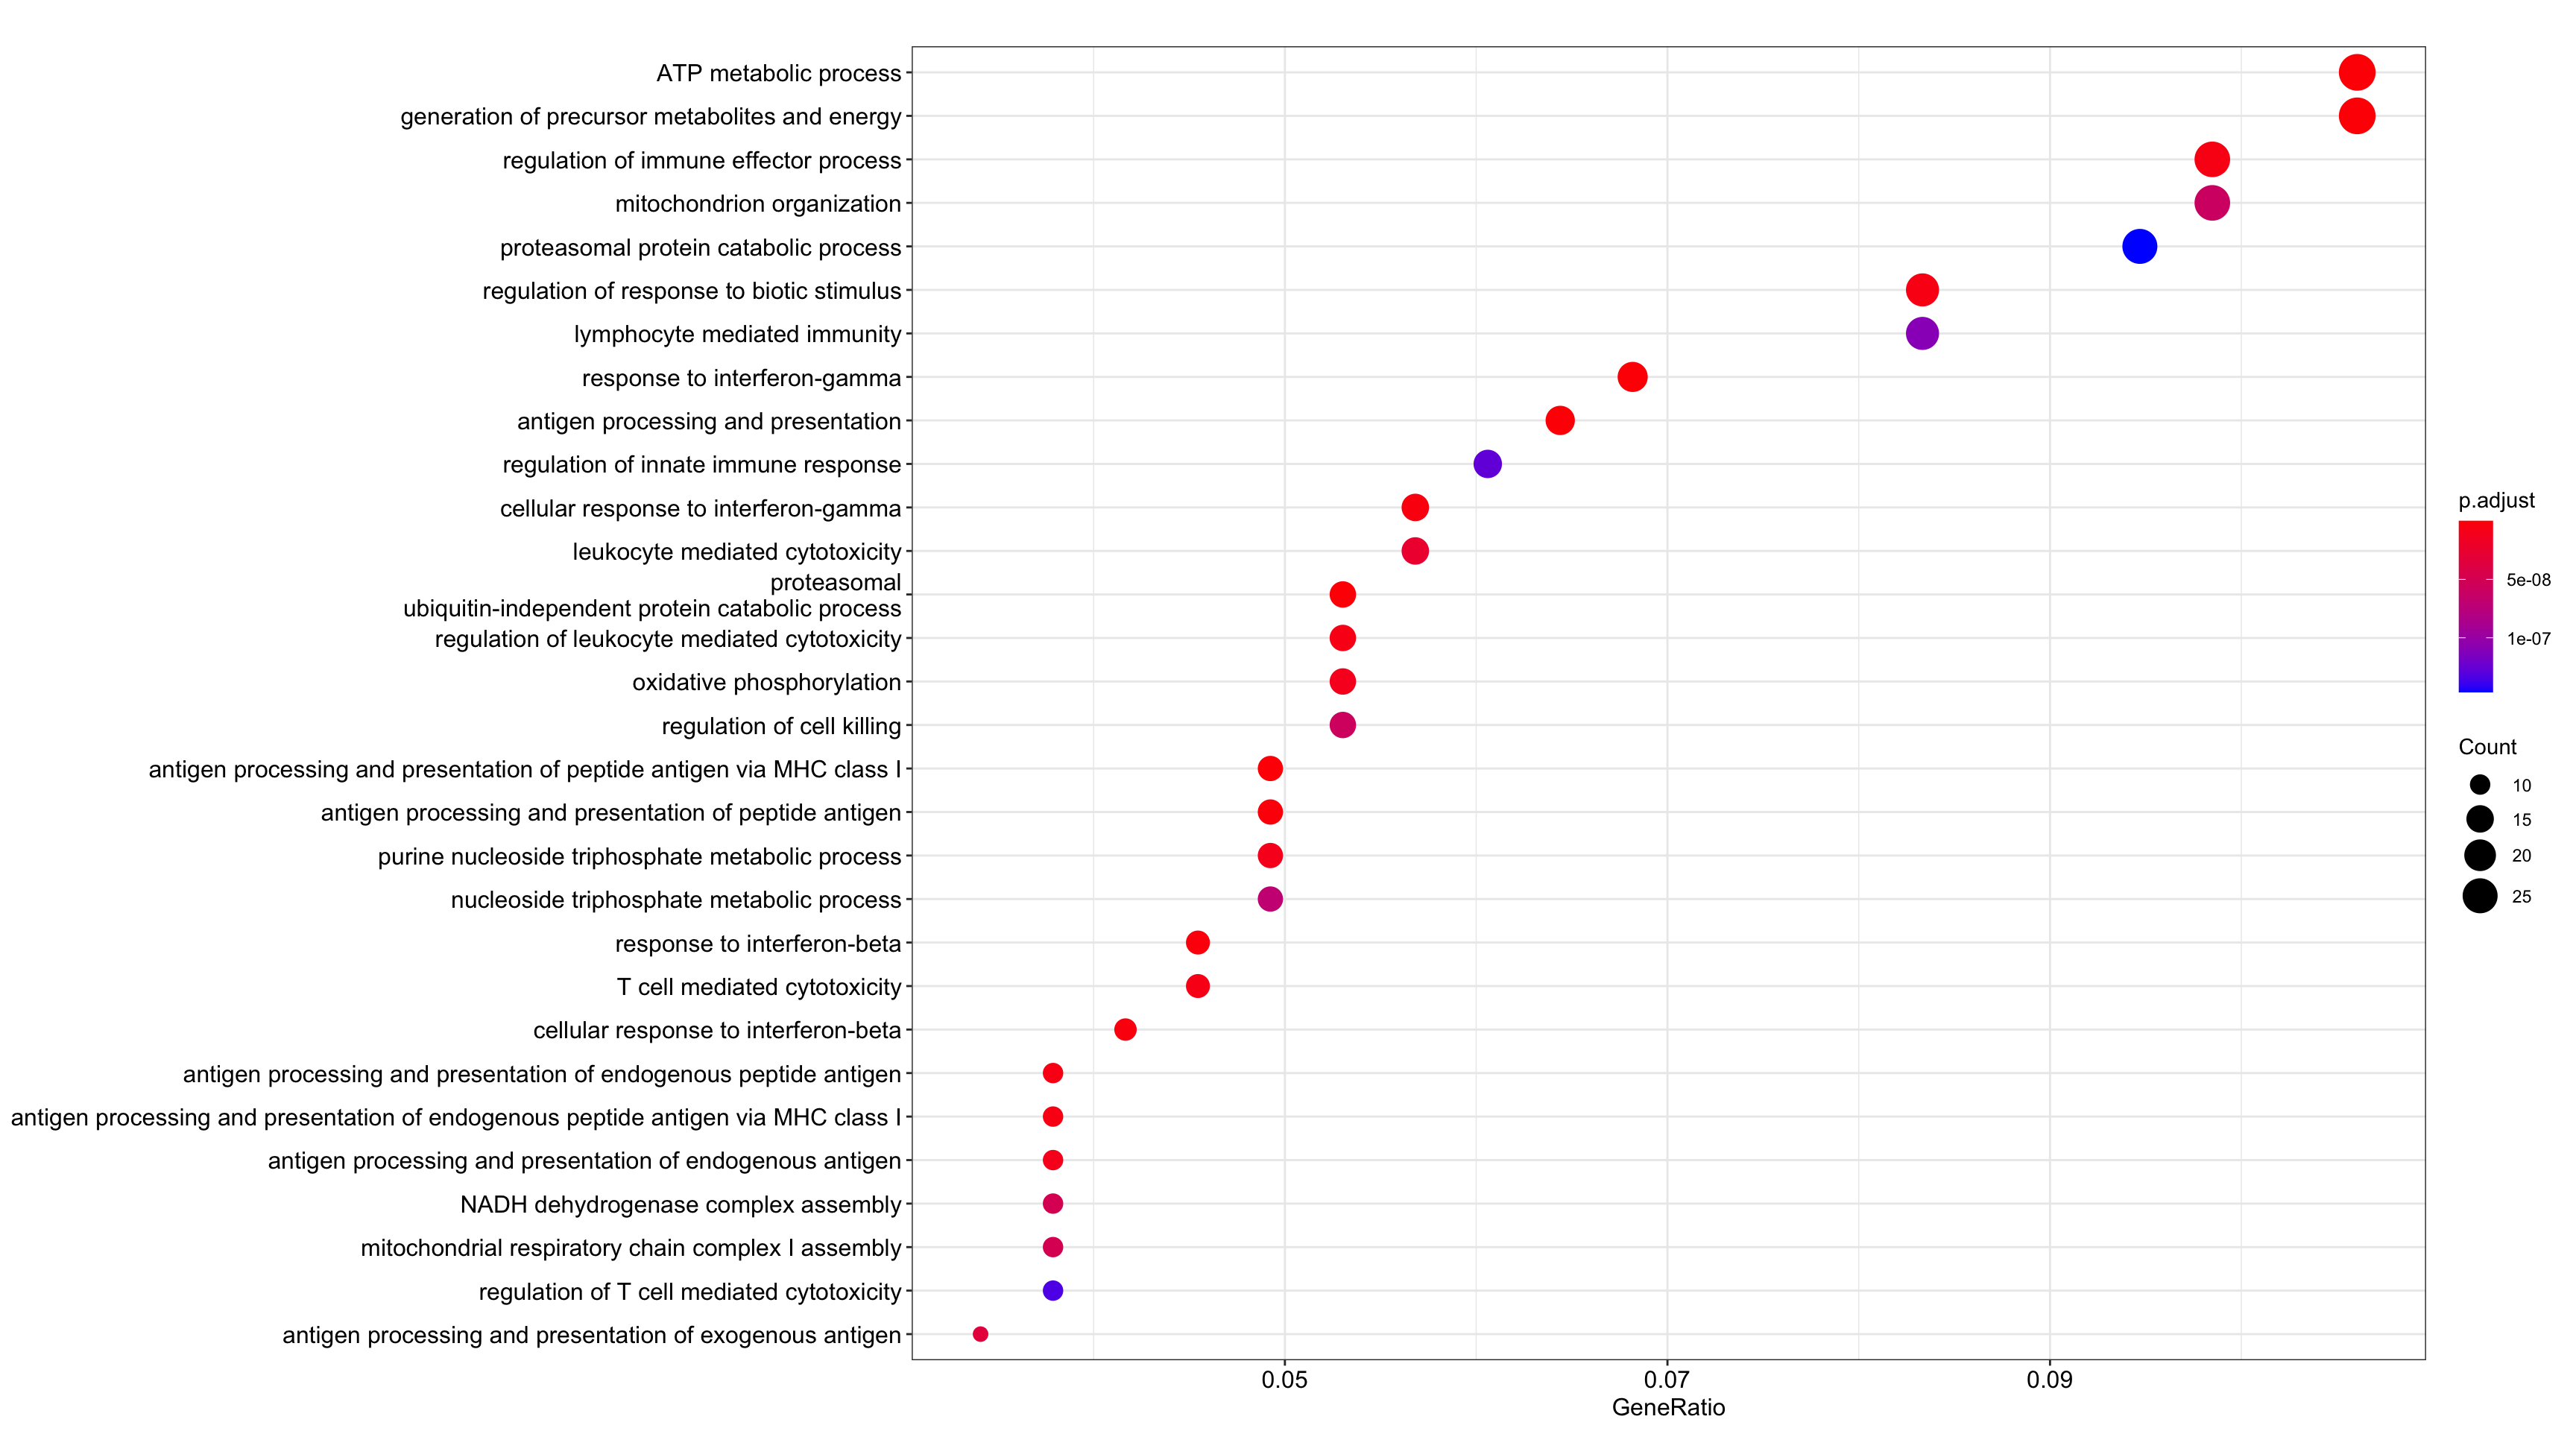 ATP metabolic process
generation of precursor metabolites and energy
regulation of immune effector process
mitochondrion organization
proteasomal protein catabolic process
regulation of response to biotic stimulus
lymphocyte mediated immunity
response to interferon-gamma
antigen processing and presentation
regulation of innate immune response
cellular response to interferon-gamma
leukocyte mediated cytotoxicity
proteasomal
ubiquitin-independent protein catabolic process
regulation of leukocyte mediated cytotoxicity
oxidative phosphorylation
regulation of cell killing
antigen processing and presentation of peptide antigen via MHC class I
antigen processing and presentation of peptide antigen
purine nucleoside triphosphate metabolic process
nucleoside triphosphate metabolic process
response to interferon-beta
T cell mediated cytotoxicity
cellular response to interferon-beta
antigen processing and presentation of endogenous peptide antigen
antigen processing and presentation of endogenous peptide antigen via MHC class I
antigen processing and presentation of endogenous antigen
NADH dehydrogenase complex assembly
mitochondrial respiratory chain complex I assembly
regulation of T cell mediated cytotoxicity
antigen processing and presentation of exogenous antigen
0.05 0.07 0.09
GeneRatio
p.adjust
5e-08
1e-07
Count
10
15
20
25